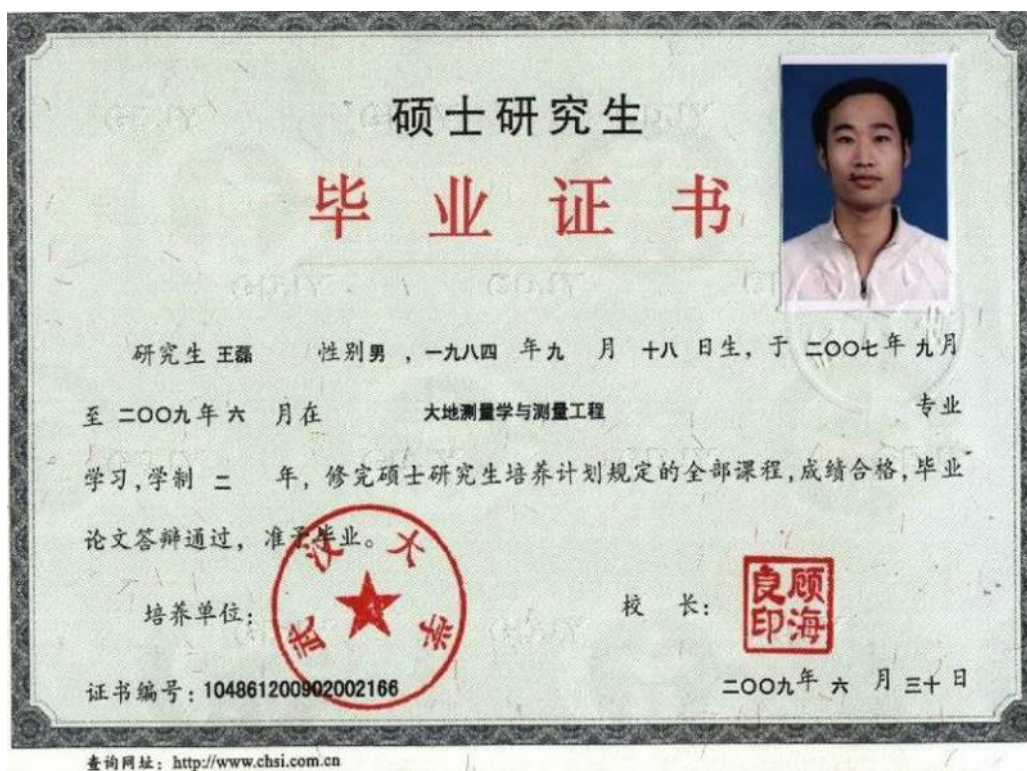 硕士研究生
毕业证书
研究生 王磊 性别 男 ，一九八四 年 九 月 十八 日生，于 二〇〇七 年 九 月
至 二〇〇九 年 六 月在 大地测量学与测量工程 专业
学习，学制 二 年，修完硕士研究生培养计划规定的全部课程，成绩合格，毕业
论文答辩通过，准予毕业。
武汉大学
培养单位： 校 长： 顾海良印
证书编号：104861200902002166 二〇〇九 年 六 月 三十 日
查询网址：http://www.chsi.com.cn